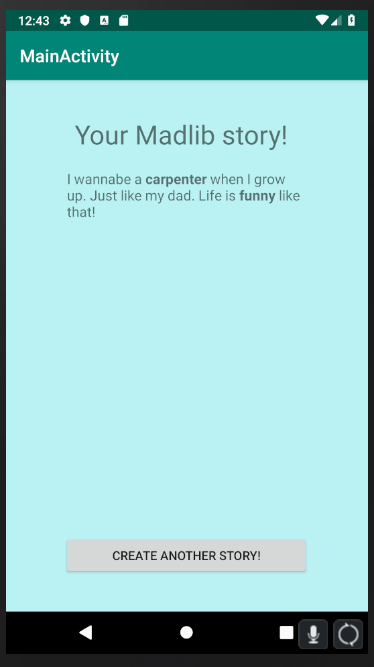 12:43
MainActivity
Your Madlib story!
I wannabe a carpenter when I grow
up. Just like my dad. Life is funny like
that!
CREATE ANOTHER STORY!